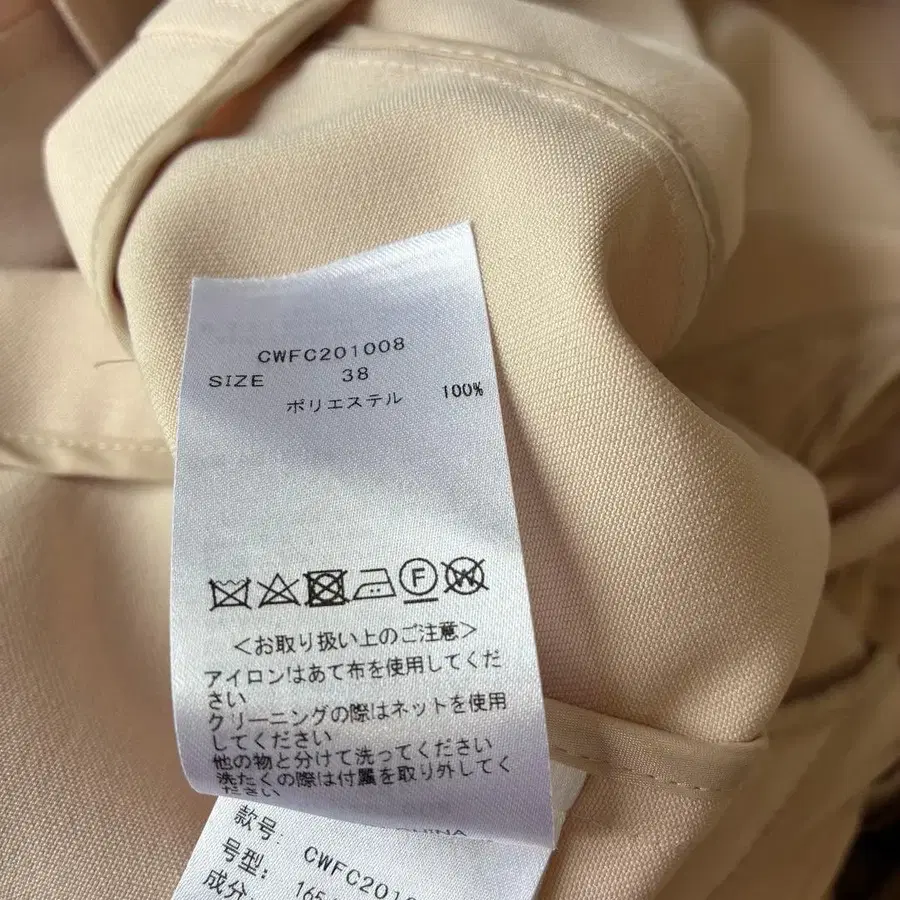 CWFC201008
SIZE 38
ポリエステル 100%
F W
<お取り扱い上のご注意>
アイロンはあて布を使用してくだ
さい
クリーニングの際はネットを使用
してください
他の物と分けて洗ってください
洗たくの際は付属を取り外してく
ださい
款号:
号型:
成分
CWFC201
165